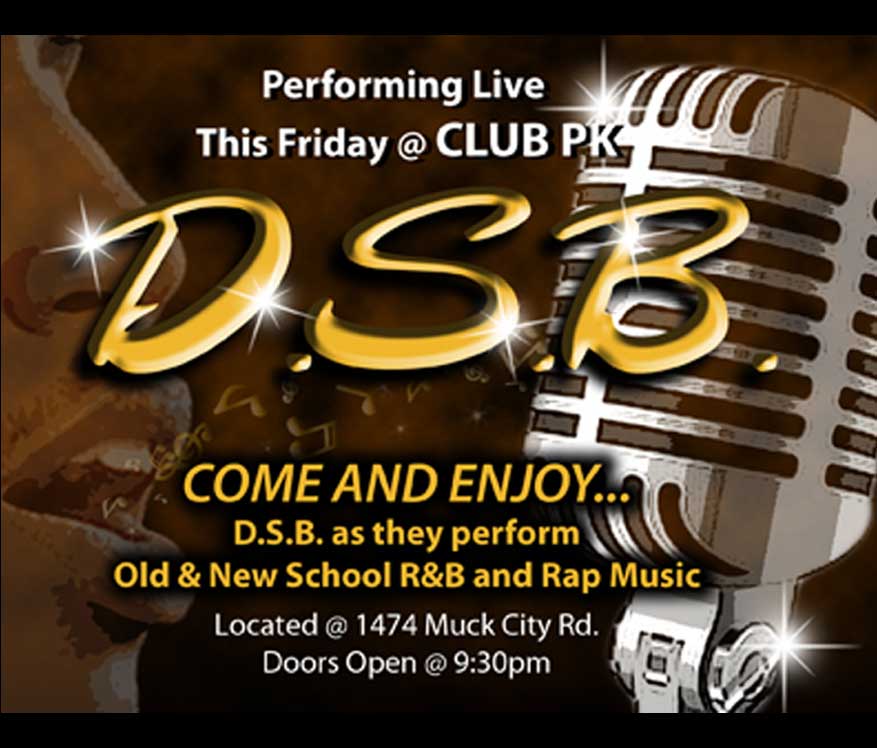 Performing Live
This Friday @ CLUB PK
D.S.B.
COME AND ENJOY...
D.S.B. as they perform
Old & New School R&B and Rap Music
Located @ 1474 Muck City Rd.
Doors Open @ 9:30pm